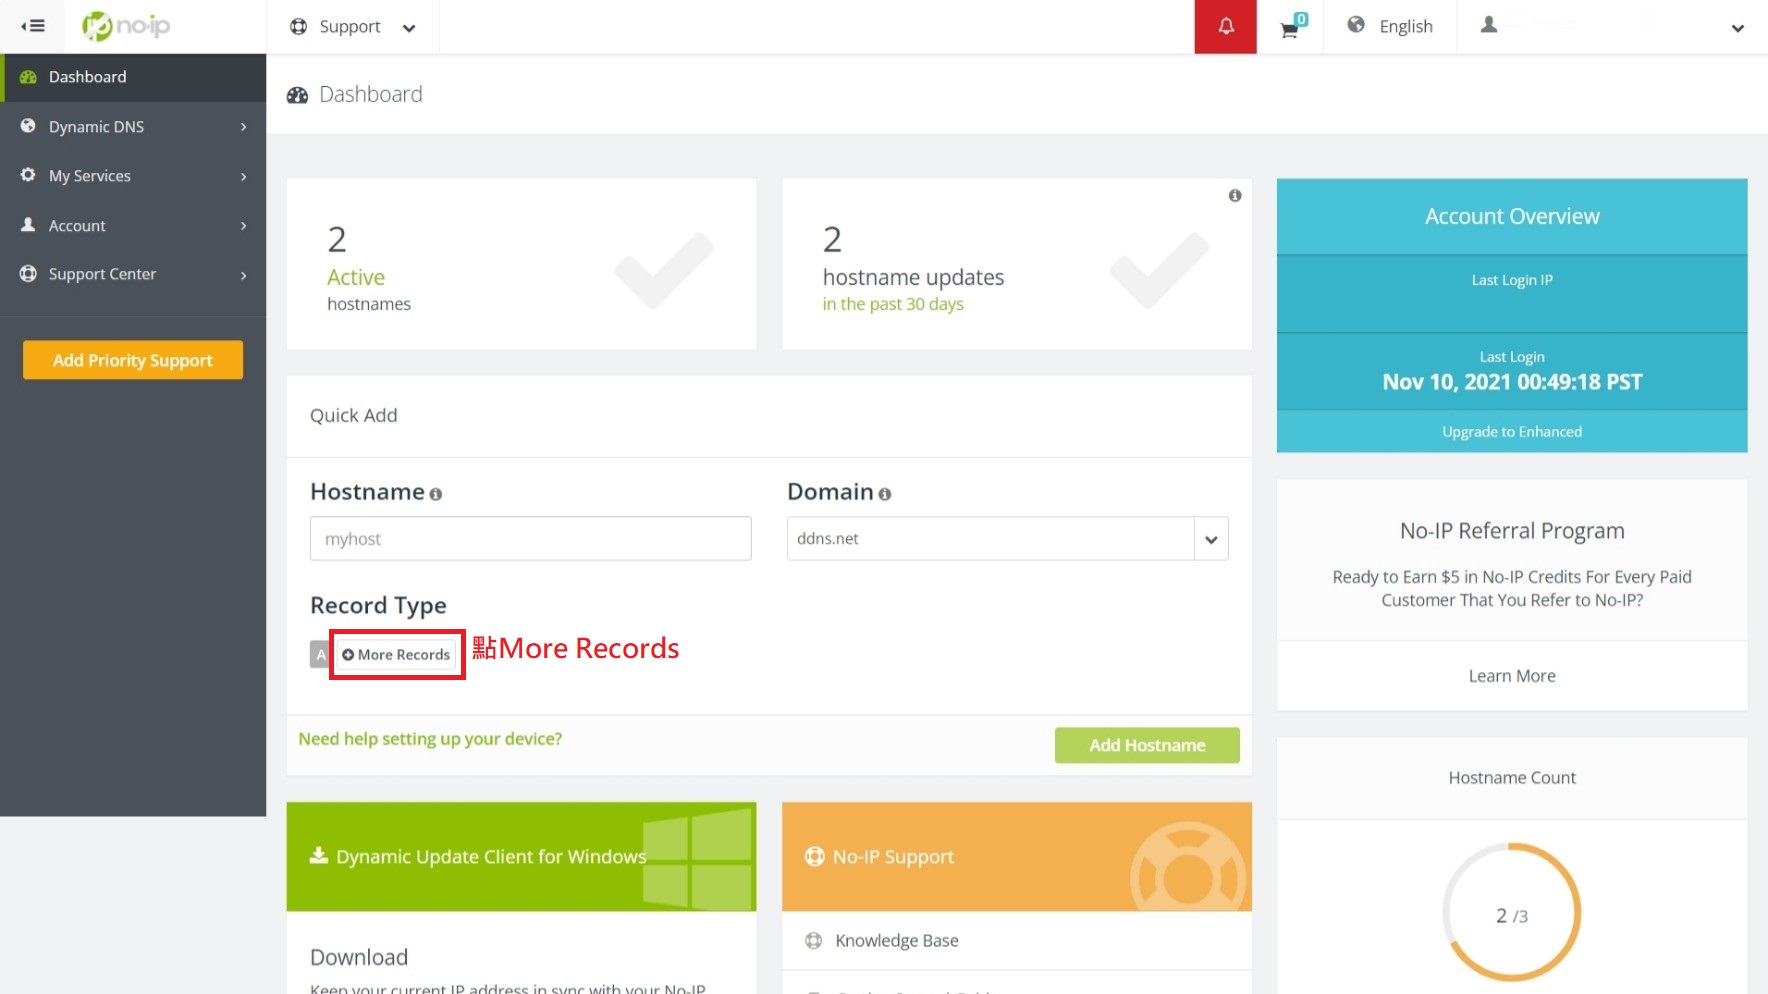 no-ip
Support
0
English
Dashboard
Dynamic DNS
My Services
Account
Support Center
Add Priority Support
Dashboard
2
Active
hostnames
2
hostname updates
in the past 30 days
Account Overview
Last Login IP
Last Login
Nov 10, 2021 00:49:18 PST
Upgrade to Enhanced
Quick Add
Hostname
myhost
Domain
ddns.net
Record Type
A
More Records
點More Records
Need help setting up your device?
Add Hostname
No-IP Referral Program
Ready to Earn $5 in No-IP Credits For Every Paid
Customer That You Refer to No-IP?
Learn More
Hostname Count
2 /3
Dynamic Update Client for Windows
Download
Keep your current IP address in sync with your No-IP
No-IP Support
Knowledge Base